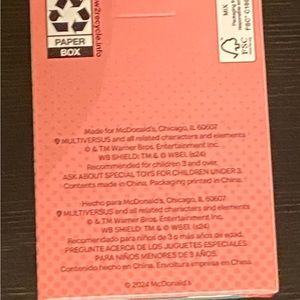 PAPER
BOX
how2recycle.info
MIX
FSC
Made for McDonald's, Chicago, IL 60607
MULTIVERSUS and all related characters and elements
© & TM Warner Bros. Entertainment Inc.
WB SHIELD: TM & © WBEI. (s24)
Recommended for children 3 and over.
ASK ABOUT SPECIAL TOYS FOR CHILDREN UNDER 3.
Contents made in China. Packaging printed in China.
Hecho para McDonald's, Chicago, IL 60607
MULTIVERSUS and all related characters and elements
© & TM Warner Bros. Entertainment Inc.
WB SHIELD: TM & © WBEI. (s24)
Recomendado para niños de 3 o más años de edad.
PREGUNTE ACERCA DE LOS JUGUETES ESPECIALES
PARA NIÑOS MENORES DE 3 AÑOS.
Contenido hecho en China. Envoltura impresa en China.
© 2024 McDonald's